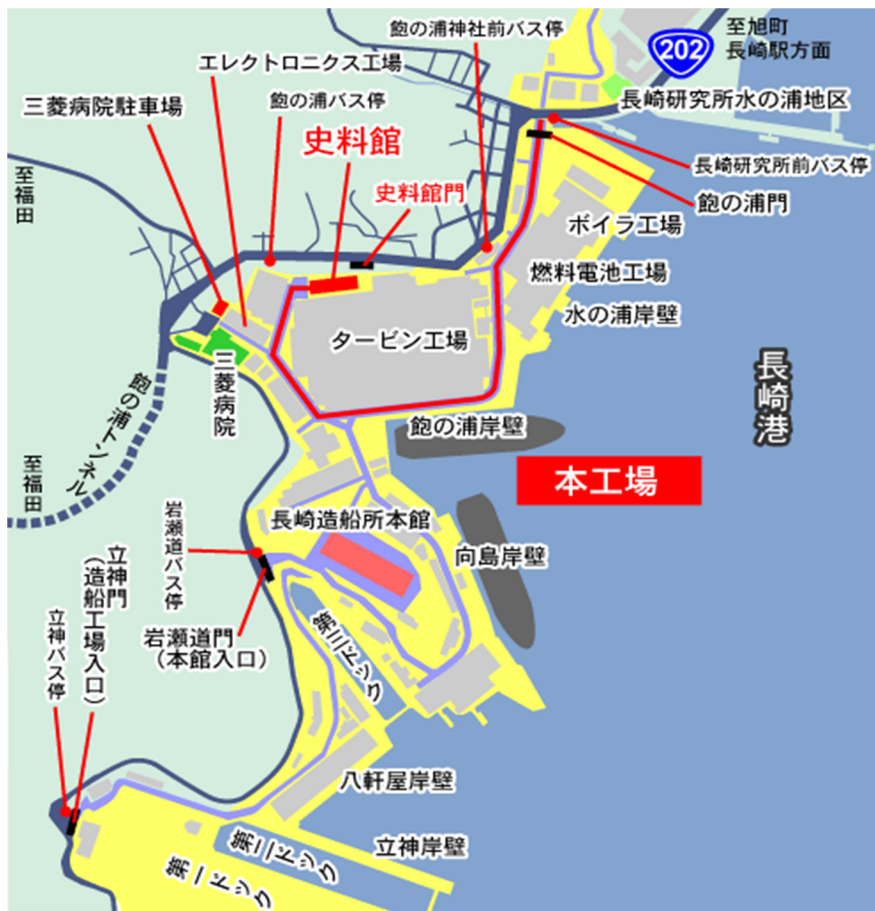 飽の浦神社前バス停
至旭町
長崎駅方面
202
エレクトロニクス工場
三菱病院駐車場
飽の浦バス停
長崎研究所水の浦地区
史料館
至福田
史料館門
長崎研究所前バス停
飽の浦門
ボイラ工場
燃料電池工場
水の浦岸壁
タービン工場
三菱病院
長崎港
飽の浦トンネル
飽の浦岸壁
至福田
本工場
岩瀬道バス停
長崎造船所本館
向島岸壁
立神門
(造船工場入口)
立神バス停
岩瀬道門
(本館入口)
第三ドック
八軒屋岸壁
立神岸壁
第二ドック
第一ドック